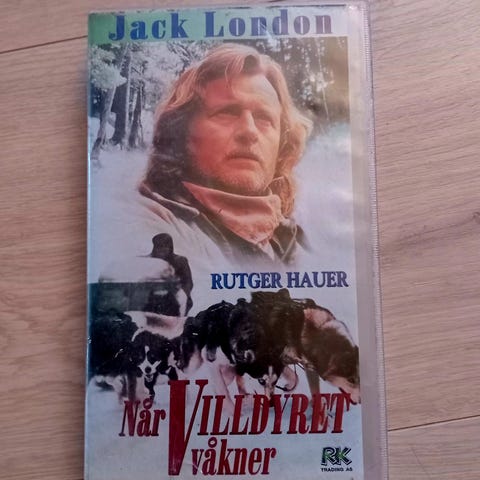 Jack London
RUTGER HAUER
Når VILLDYRET
våkner
RK
TRADING AS